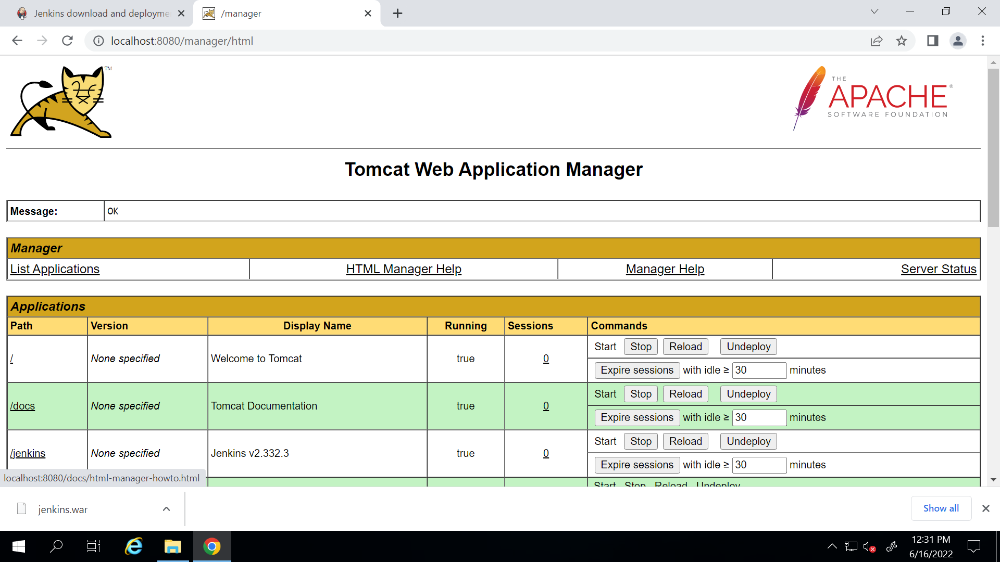 Jenkins download and deployme
/manager
localhost:8080/manager/html
TM
THE
APACHE®
SOFTWARE FOUNDATION
Tomcat Web Application Manager
Message: OK
Manager
List Applications HTML Manager Help Manager Help Server Status
Applications
Path Version Display Name Running Sessions Commands
/ None specified Welcome to Tomcat true 0 Start Stop Reload Undeploy
Expire sessions with idle ≥ 30 minutes
/docs None specified Tomcat Documentation true 0 Start Stop Reload Undeploy
Expire sessions with idle ≥ 30 minutes
/jenkins None specified Jenkins v2.332.3 true 0 Start Stop Reload Undeploy
Expire sessions with idle ≥ 30 minutes
localhost:8080/docs/html-manager-howto.html
Start Stop Reload Undeploy
jenkins.war
Show all
12:31 PM
6/16/2022